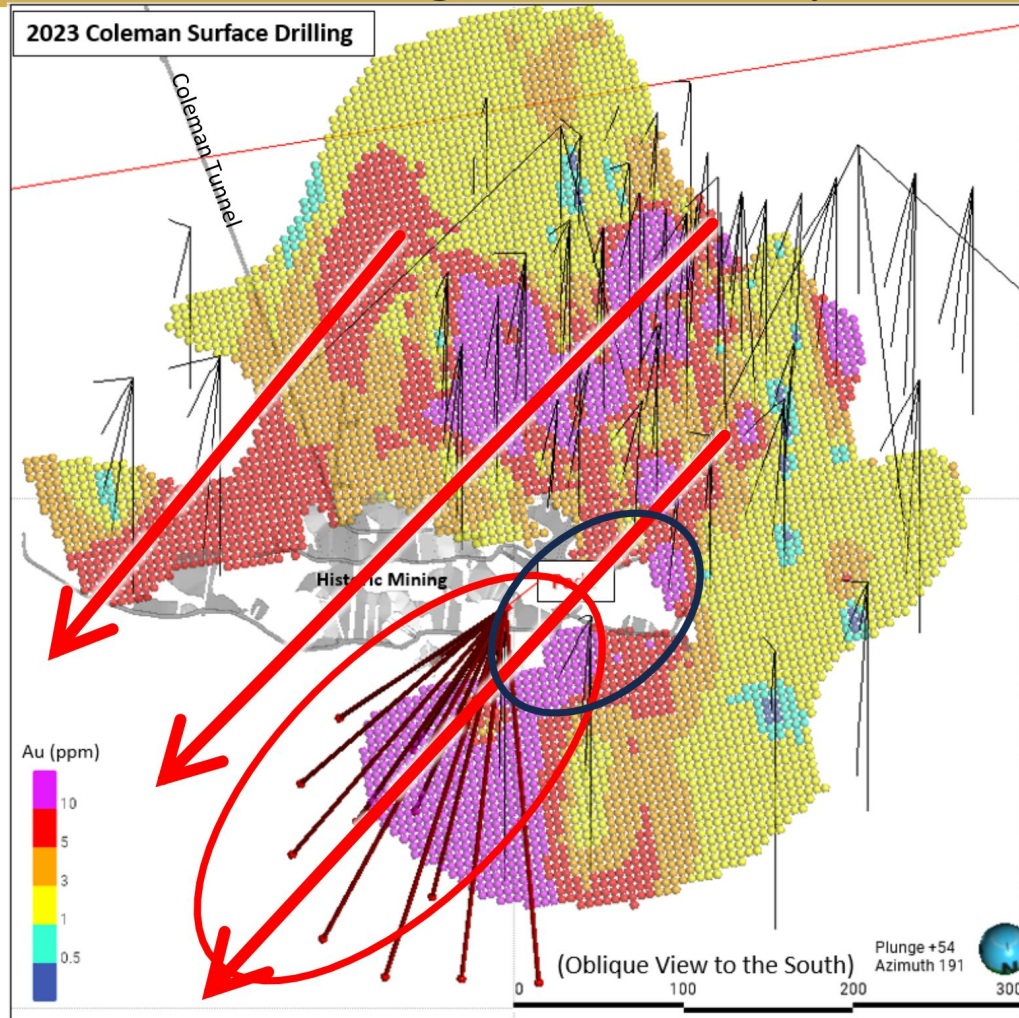 2023 Coleman Surface Drilling
Coleman Tunnel
Historic Mining
Au (ppm)
10
5
3
1
0.5
(Oblique View to the South)
Plunge +54
Azimuth 191
N
0 100 200 300